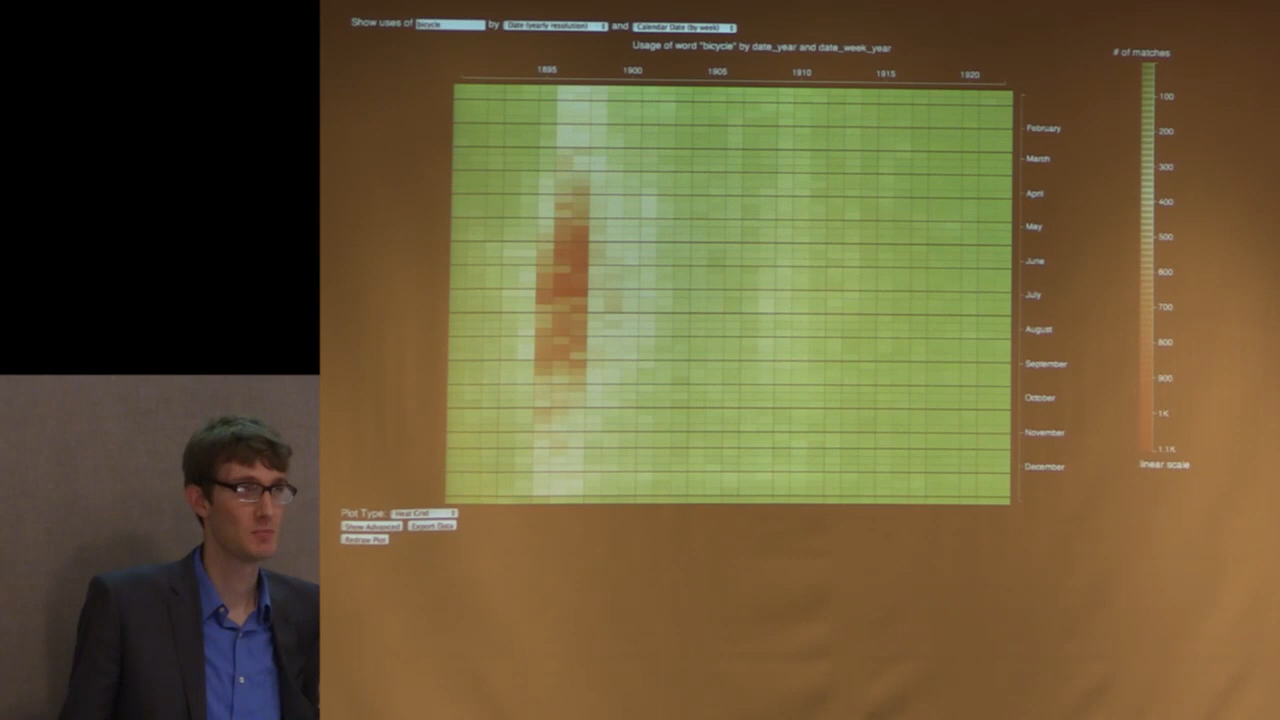 Show uses of bicycle by Date (yearly resolution) and Calendar Date (by week)
Usage of word "bicycle" by date_year and date_week_year
# of matches
1895 1900 1905 1910 1915 1920
100
February
200
March
300
April
400
May
500
June
600
July
700
August
800
September
900
October
1K
November
1.1K
December
linear scale
Plot Type: Heat Grid
Show Advanced Export Data
Redraw Plot